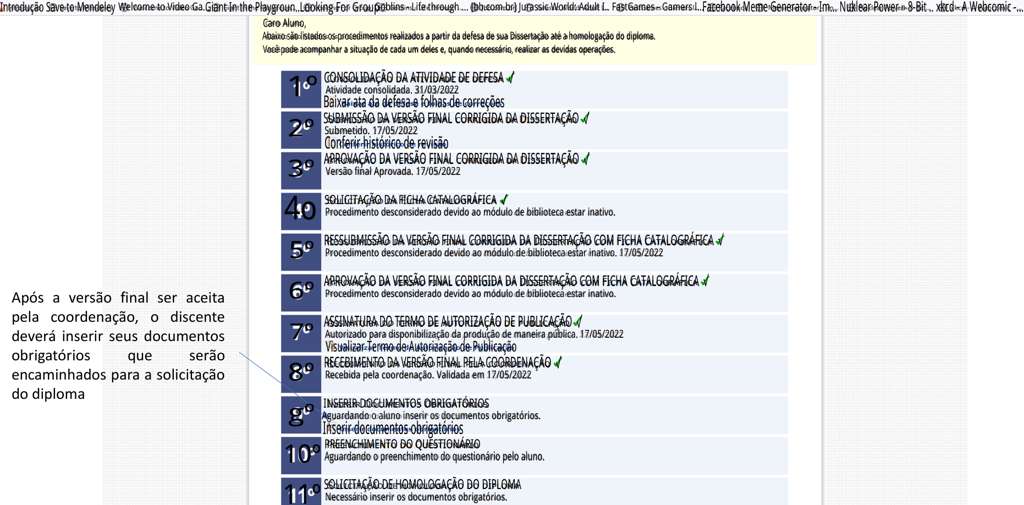 Introdução Save to Mendeley Welcome to Video Ga... Giant In the Playgroun... Looking For Group Goblins - Life through ... (bh.com.br) Jurassic World: Adult I... FastGames - Gamers I... Facebook Meme Generator - Im... Nuklear Power » 8-Bit ... xkcd - A Webcomic -...
Caro Aluno,
Abaixo são listados os procedimentos realizados a partir da defesa de sua Dissertação até a homologação do diploma.
Você pode acompanhar a situação de cada um deles e, quando necessário, realizar as devidas operações.
1º CONSOLIDAÇÃO DA ATIVIDADE DE DEFESA
Atividade consolidada. 31/03/2022
Baixar ata da defesa e folhas de correções
2º SUBMISSÃO DA VERSÃO FINAL CORRIGIDA DA DISSERTAÇÃO
Submetido. 17/05/2022
Conferir histórico de revisão
3º APROVAÇÃO DA VERSÃO FINAL CORRIGIDA DA DISSERTAÇÃO
Versão final Aprovada. 17/05/2022
4º SOLICITAÇÃO DA FICHA CATALOGRÁFICA
Procedimento desconsiderado devido ao módulo de biblioteca estar inativo.
5º RESSUBMISSÃO DA VERSÃO FINAL CORRIGIDA DA DISSERTAÇÃO COM FICHA CATALOGRÁFICA
Procedimento desconsiderado devido ao módulo de biblioteca estar inativo. 17/05/2022
6º APROVAÇÃO DA VERSÃO FINAL CORRIGIDA DA DISSERTAÇÃO COM FICHA CATALOGRÁFICA
Procedimento desconsiderado devido ao módulo de biblioteca estar inativo.
7º ASSINATURA DO TERMO DE AUTORIZAÇÃO DE PUBLICAÇÃO
Autorizado para disponibilização da produção de maneira pública. 17/05/2022
Visualizar Termo de Autorização de Publicação
8º RECEBIMENTO DA VERSÃO FINAL PELA COORDENAÇÃO
Recebida pela coordenação. Validada em 17/05/2022
9º INSERIR DOCUMENTOS OBRIGATÓRIOS
Aguardando o aluno inserir os documentos obrigatórios.
Inserir documentos obrigatórios
10º PREENCHIMENTO DO QUESTIONÁRIO
Aguardando o preenchimento do questionário pelo aluno.
11º SOLICITAÇÃO DE HOMOLOGAÇÃO DO DIPLOMA
Necessário inserir os documentos obrigatórios.
Após a versão final ser aceita
pela coordenação, o discente
deverá inserir seus documentos
obrigatórios que serão
encaminhados para a solicitação
do diploma